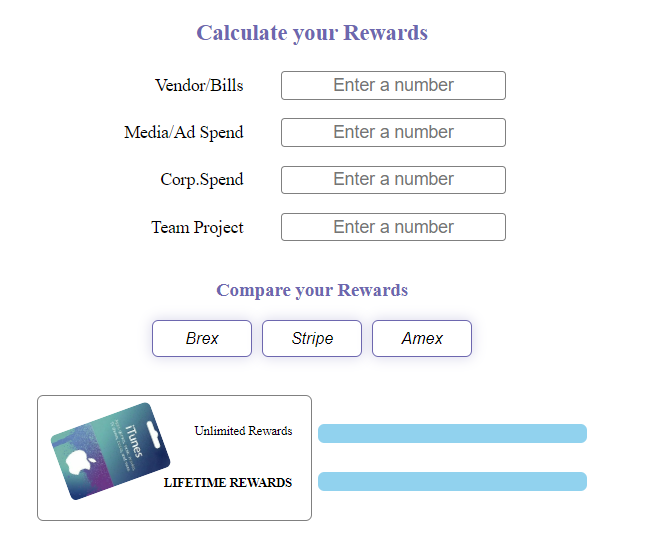 Calculate your Rewards
Vendor/Bills Enter a number
Media/Ad Spend Enter a number
Corp.Spend Enter a number
Team Project Enter a number
Compare your Rewards
Brex Stripe Amex
iTunes
Unlimited Rewards
LIFETIME REWARDS